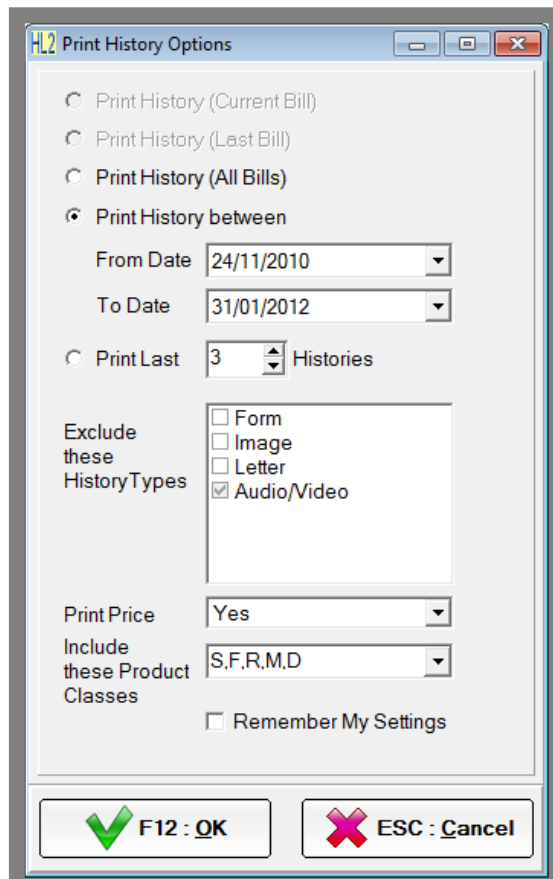 HL2 Print History Options
Print History (Current Bill)
Print History (Last Bill)
Print History (All Bills)
Print History between
From Date 24/11/2010
To Date 31/01/2012
Print Last 3 Histories
Exclude
these
HistoryTypes
Form
Image
Letter
Audio/Video
Print Price Yes
Include
these Product
Classes
S,F,R,M,D
Remember My Settings
F12 : OK
ESC : Cancel